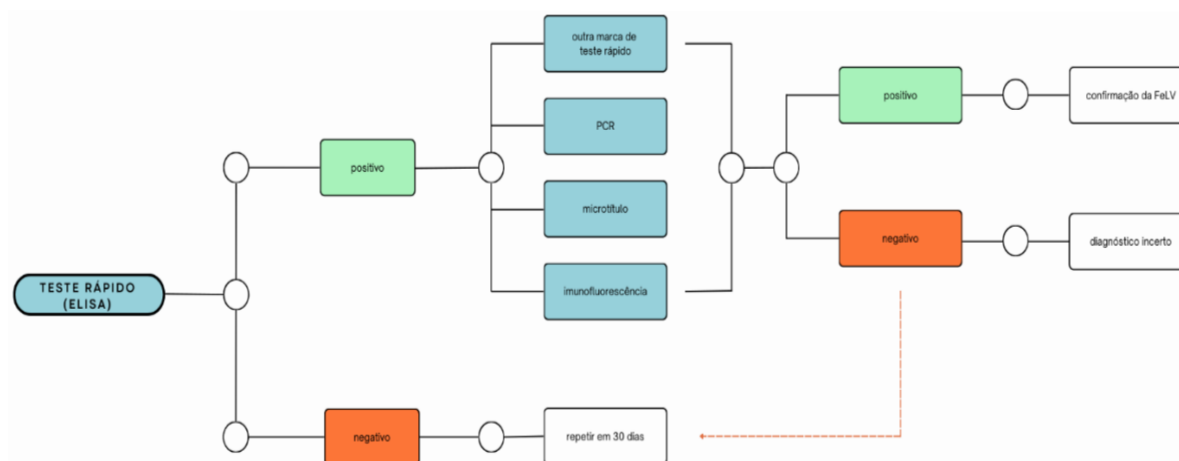 TESTE RÁPIDO
(ELISA)
positivo
outra marca de
teste rápido
PCR
microtítulo
imunofluorescência
positivo
confirmação da FeLV
negativo
diagnóstico incerto
negativo
repetir em 30 dias